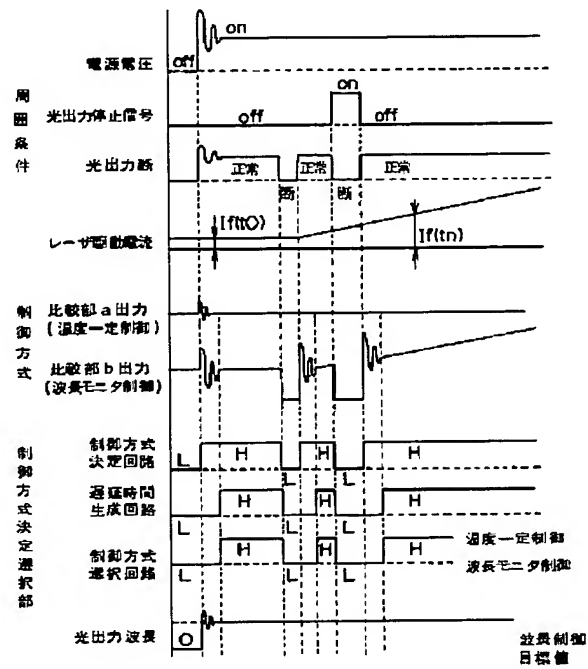 on
電源電圧 off
周囲条件
on
光出力停止信号 off off
光出力断 正常 断 正常 断 正常
レーザ駆動電流 If(t0) If(tn)
制御方式
比較部a出力
(温度一定制御)
比較部b出力
(波長モニタ制御)
制御方式決定選択部
制御方式
決定回路 L H L H L H
遅延時間
生成回路 L H L H L H
制御方式
選択回路 L H L H L H
温度一定制御
波長モニタ制御
光出力波長 0
波長制御
目標値